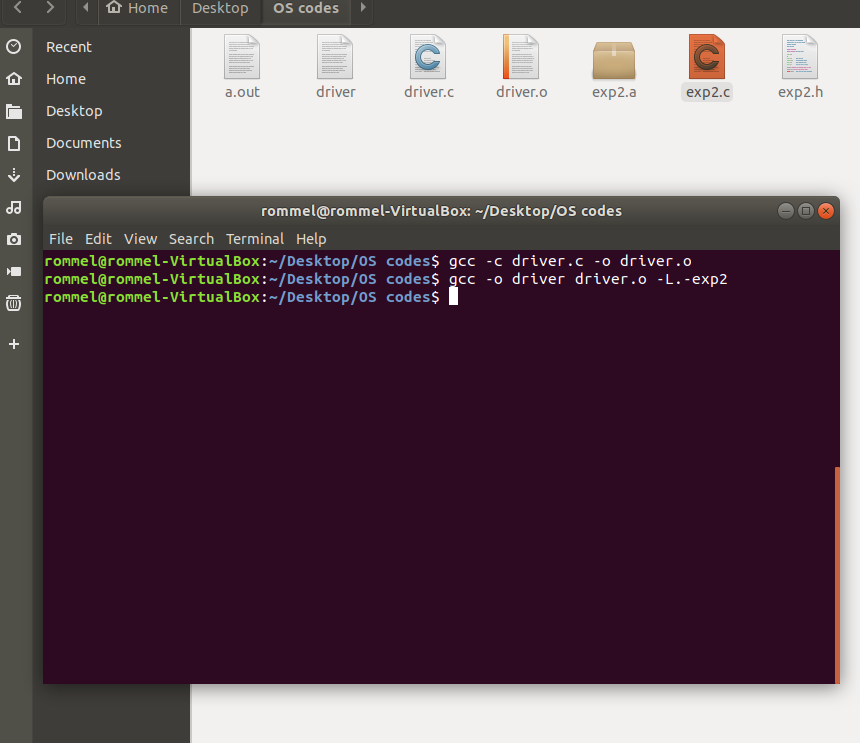 Home Desktop OS codes
Recent
Home
Desktop
Documents
Downloads
a.out driver driver.c driver.o exp2.a exp2.c exp2.h
rommel@rommel-VirtualBox: ~/Desktop/OS codes
File Edit View Search Terminal Help
rommel@rommel-VirtualBox:~/Desktop/OS codes$ gcc -c driver.c -o driver.o
rommel@rommel-VirtualBox:~/Desktop/OS codes$ gcc -o driver driver.o -L.-exp2
rommel@rommel-VirtualBox:~/Desktop/OS codes$